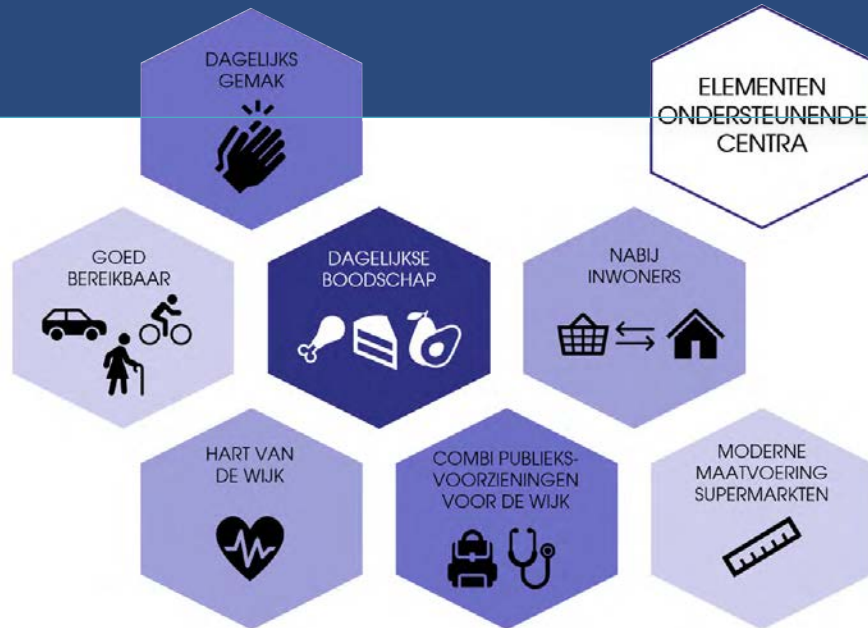 DAGELIJKS
GEMAK
ELEMENTEN
ONDERSTEUNENDE
CENTRA
GOED
BEREIKBAAR
DAGELIJKSE
BOODSCHAP
NABIJ
INWONERS
HART VAN
DE WIJK
COMBI PUBLIEKS-
VOORZIENINGEN
VOOR DE WIJK
MODERNE
MAATVOERING
SUPERMARKTEN